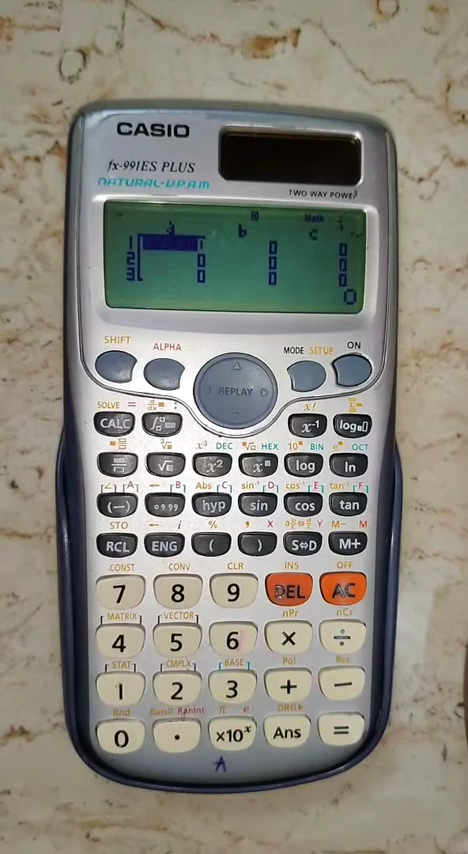 CASIO
fx-991ES PLUS
NATURAL-V.P.A.M.
TWO WAY POWER
D Math
a b c
1 0 0 0
2 0 0 0
3 0 0 0
0
SHIFT ALPHA MODE SETUP ON
REPLAY
SOLVE = : x!
CALC x⁻¹ log
x³ DEC HEX 10 BIN e OCT
x² x log ln
∠ A B Abs C sin⁻¹ D cos⁻¹ E tan⁻¹ F
(−) hyp sin cos tan
STO ← i % , X Y M− M
RCL ENG ( ) S⇔D M+
CONST CONV CLR INS OFF
7 8 9 DEL AC
MATRIX VECTOR nPr nCr
4 5 6 × ÷
STAT CMPLX BASE Pol Rec
1 2 3 + −
Rnd Ran# RanInt π e DRG▶
0 · ×10ˣ Ans =
A